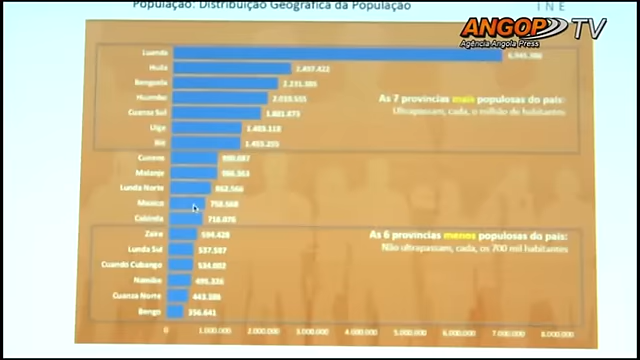 População: Distribuição Geográfica da População
INE
ANGOP TV
Agência Angola Press
Luanda 6.945.386
Huíla 2.497.422
Benguela 2.231.385
Huambo 2.019.555
Cuanza Sul 1.881.873
Uíge 1.483.118
Bié 1.455.255
As 7 províncias mais populosas do país:
Ultrapassam, cada, o milhão de habitantes
Cunene 990.087
Malanje 986.363
Lunda Norte 862.566
Moxico 758.568
Cabinda 716.076
Zaire 594.428
Lunda Sul 537.587
Cuando Cubango 534.002
Namibe 495.326
Cuanza Norte 443.386
Bengo 356.641
As 6 províncias menos populosas do país:
Não ultrapassam, cada, os 700 mil habitantes
0 1.000.000 2.000.000 3.000.000 4.000.000 5.000.000 6.000.000 7.000.000 8.000.000